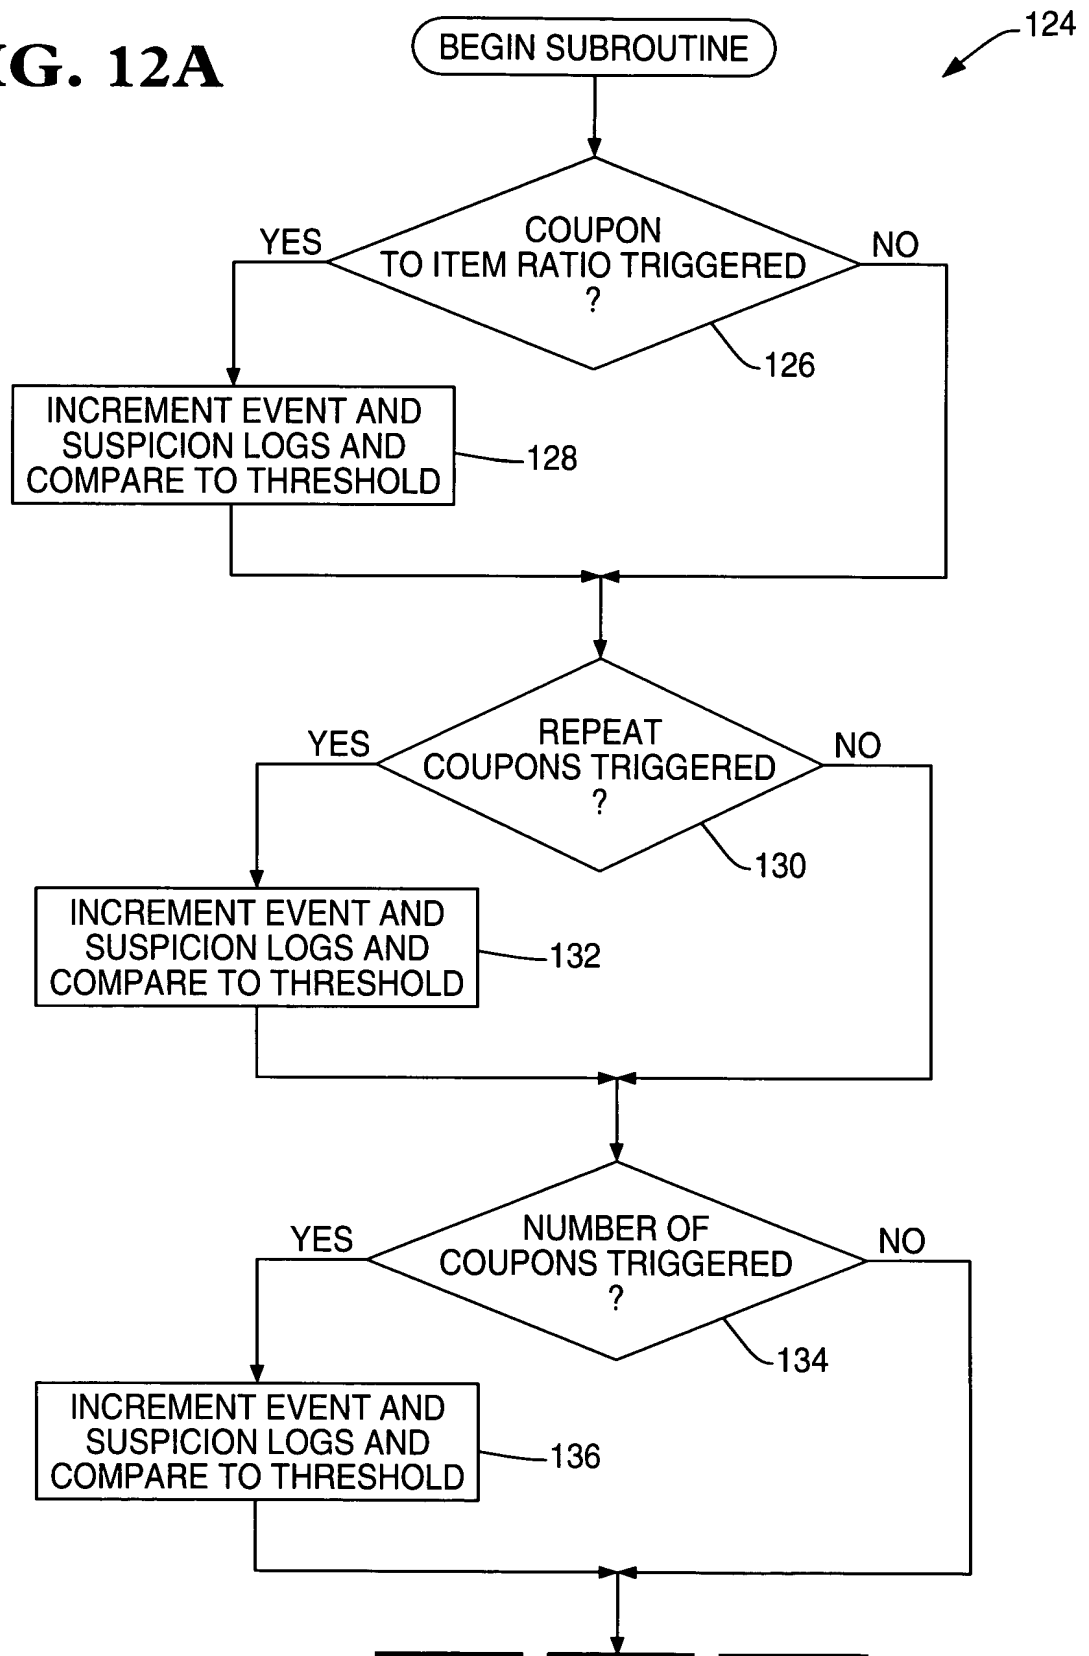 IG. 12A
BEGIN SUBROUTINE
124
COUPON
TO ITEM RATIO TRIGGERED
?
YES
NO
126
INCREMENT EVENT AND
SUSPICION LOGS AND
COMPARE TO THRESHOLD
128
REPEAT
COUPONS TRIGGERED
?
YES
NO
130
INCREMENT EVENT AND
SUSPICION LOGS AND
COMPARE TO THRESHOLD
132
NUMBER OF
COUPONS TRIGGERED
?
YES
NO
134
INCREMENT EVENT AND
SUSPICION LOGS AND
COMPARE TO THRESHOLD
136